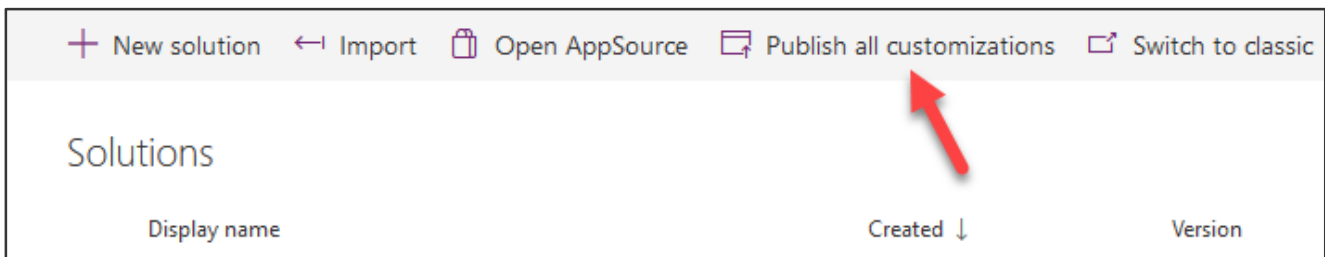 New solution Import Open AppSource Publish all customizations Switch to classic
Solutions
Display name Created Version